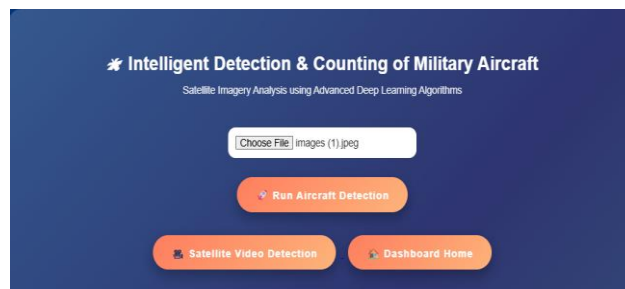 Intelligent Detection & Counting of Military Aircraft
Satellite Imagery Analysis using Advanced Deep Learning Algorithms
Choose File images (1).jpeg
Run Aircraft Detection
Satellite Video Detection Dashboard Home